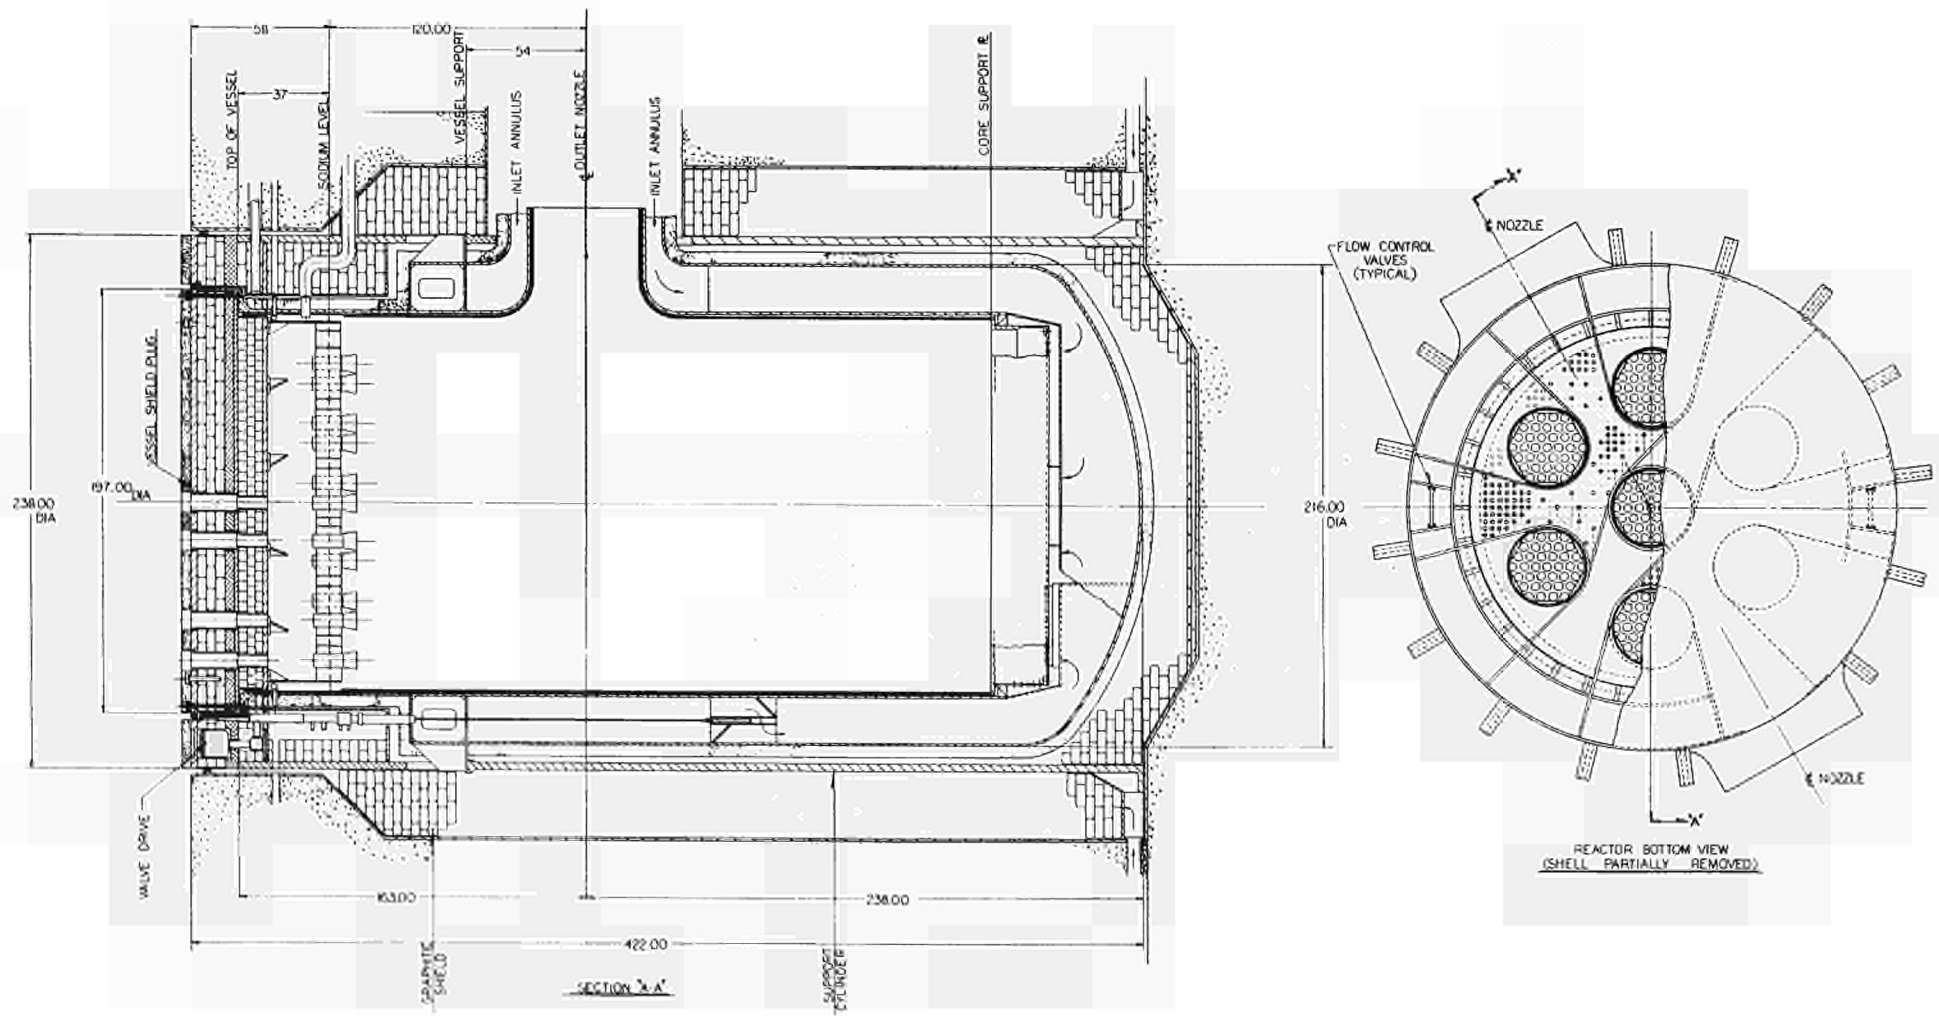 58
120.00
54
37
TOP OF VESSEL
SODIUM LEVEL
VESSEL SUPPORT
INLET ANNULUS
℄ OUTLET NOZZLE
INLET ANNULUS
CORE SUPPORT ℄
VESSEL SHIELD PLUG
238.00
DIA
197.00
DIA
216.00
DIA
VALVE DRIVE
163.00
238.00
422.00
GRAPHITE
SHIELD
SUPPORT
CYLINDER
SECTION "A-A"
"A"
℄ NOZZLE
FLOW CONTROL
VALVES
(TYPICAL)
℄ NOZZLE
"A"
REACTOR BOTTOM VIEW
(SHELL PARTIALLY REMOVED)